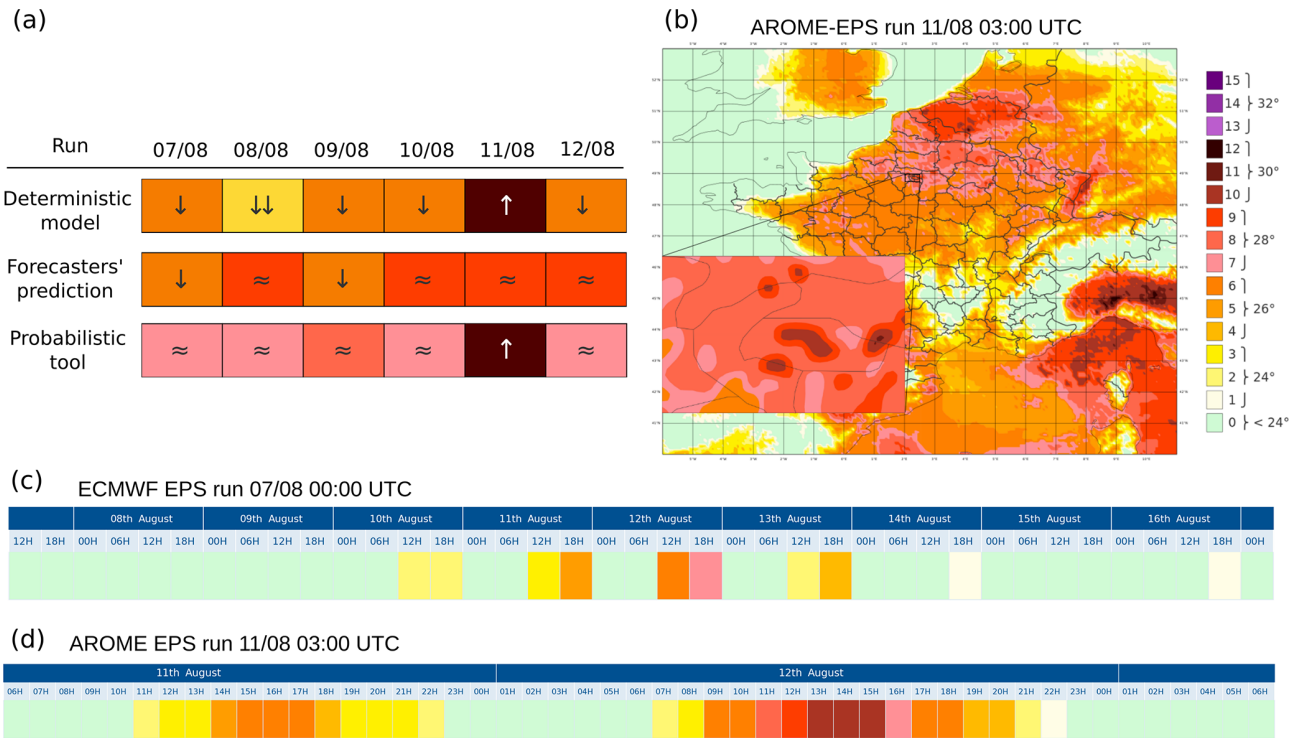 (a)
Run 07/08 08/08 09/08 10/08 11/08 12/08
Deterministic
model
↓ ↓↓ ↓ ↓ ↑ ↓
Forecasters'
prediction
↓ ≈ ↓ ≈ ≈ ≈
Probabilistic
tool
≈ ≈ ≈ ≈ ↑ ≈
(b)
AROME-EPS run 11/08 03:00 UTC
15
14 32°
13
12
11 30°
10
9
8 28°
7
6
5 26°
4
3
2 24°
1
0 < 24°
(c)
ECMWF EPS run 07/08 00:00 UTC
08th August 09th August 10th August 11th August 12th August 13th August 14th August 15th August 16th August
12H 18H 00H 06H 12H 18H 00H 06H 12H 18H 00H 06H 12H 18H 00H 06H 12H 18H 00H 06H 12H 18H 00H 06H 12H 18H 00H 06H 12H 18H 00H 06H 12H 18H 00H 06H 12H 18H 00H
(d)
AROME EPS run 11/08 03:00 UTC
11th August 12th August
06H 07H 08H 09H 10H 11H 12H 13H 14H 15H 16H 17H 18H 19H 20H 21H 22H 23H 00H 01H 02H 03H 04H 05H 06H 07H 08H 09H 10H 11H 12H 13H 14H 15H 16H 17H 18H 19H 20H 21H 22H 23H 00H 01H 02H 03H 04H 05H 06H